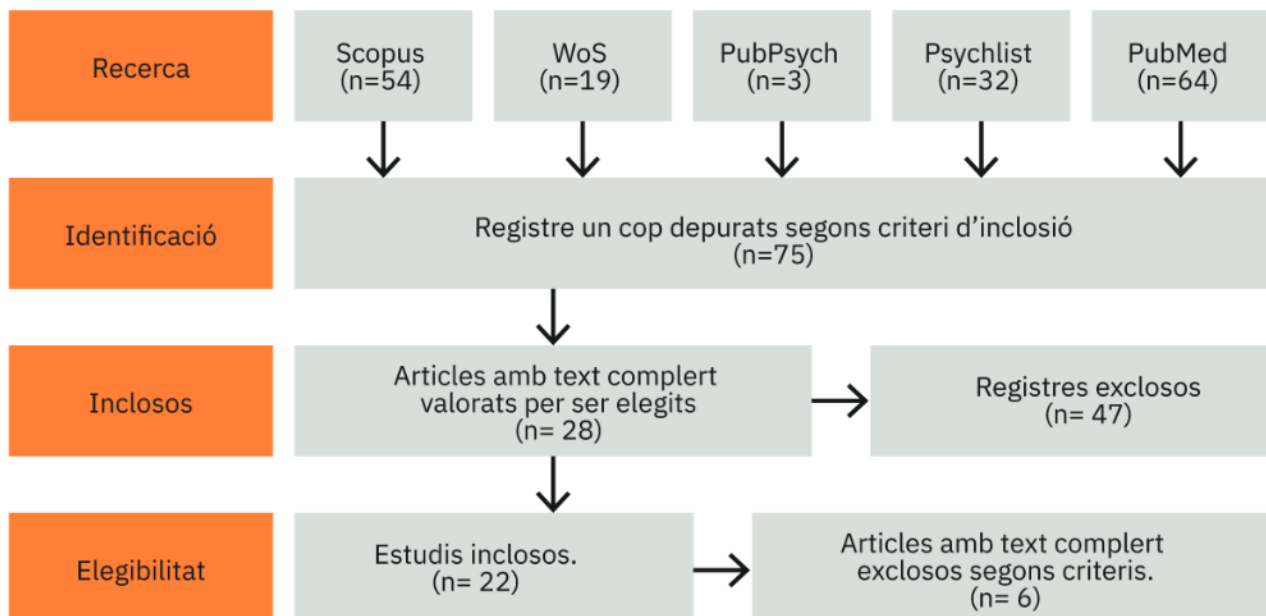 Recerca
Scopus
(n=54)
WoS
(n=19)
PubPsych
(n=3)
Psychlist
(n=32)
PubMed
(n=64)
Identificació
Registre un cop depurats segons criteri d’inclosió
(n=75)
Inclosos
Articles amb text complert
valorats per ser elegits
(n= 28)
Registres exclosos
(n= 47)
Elegibilitat
Estudis inclosos.
(n= 22)
Articles amb text complert
exclosos segons criteris.
(n= 6)